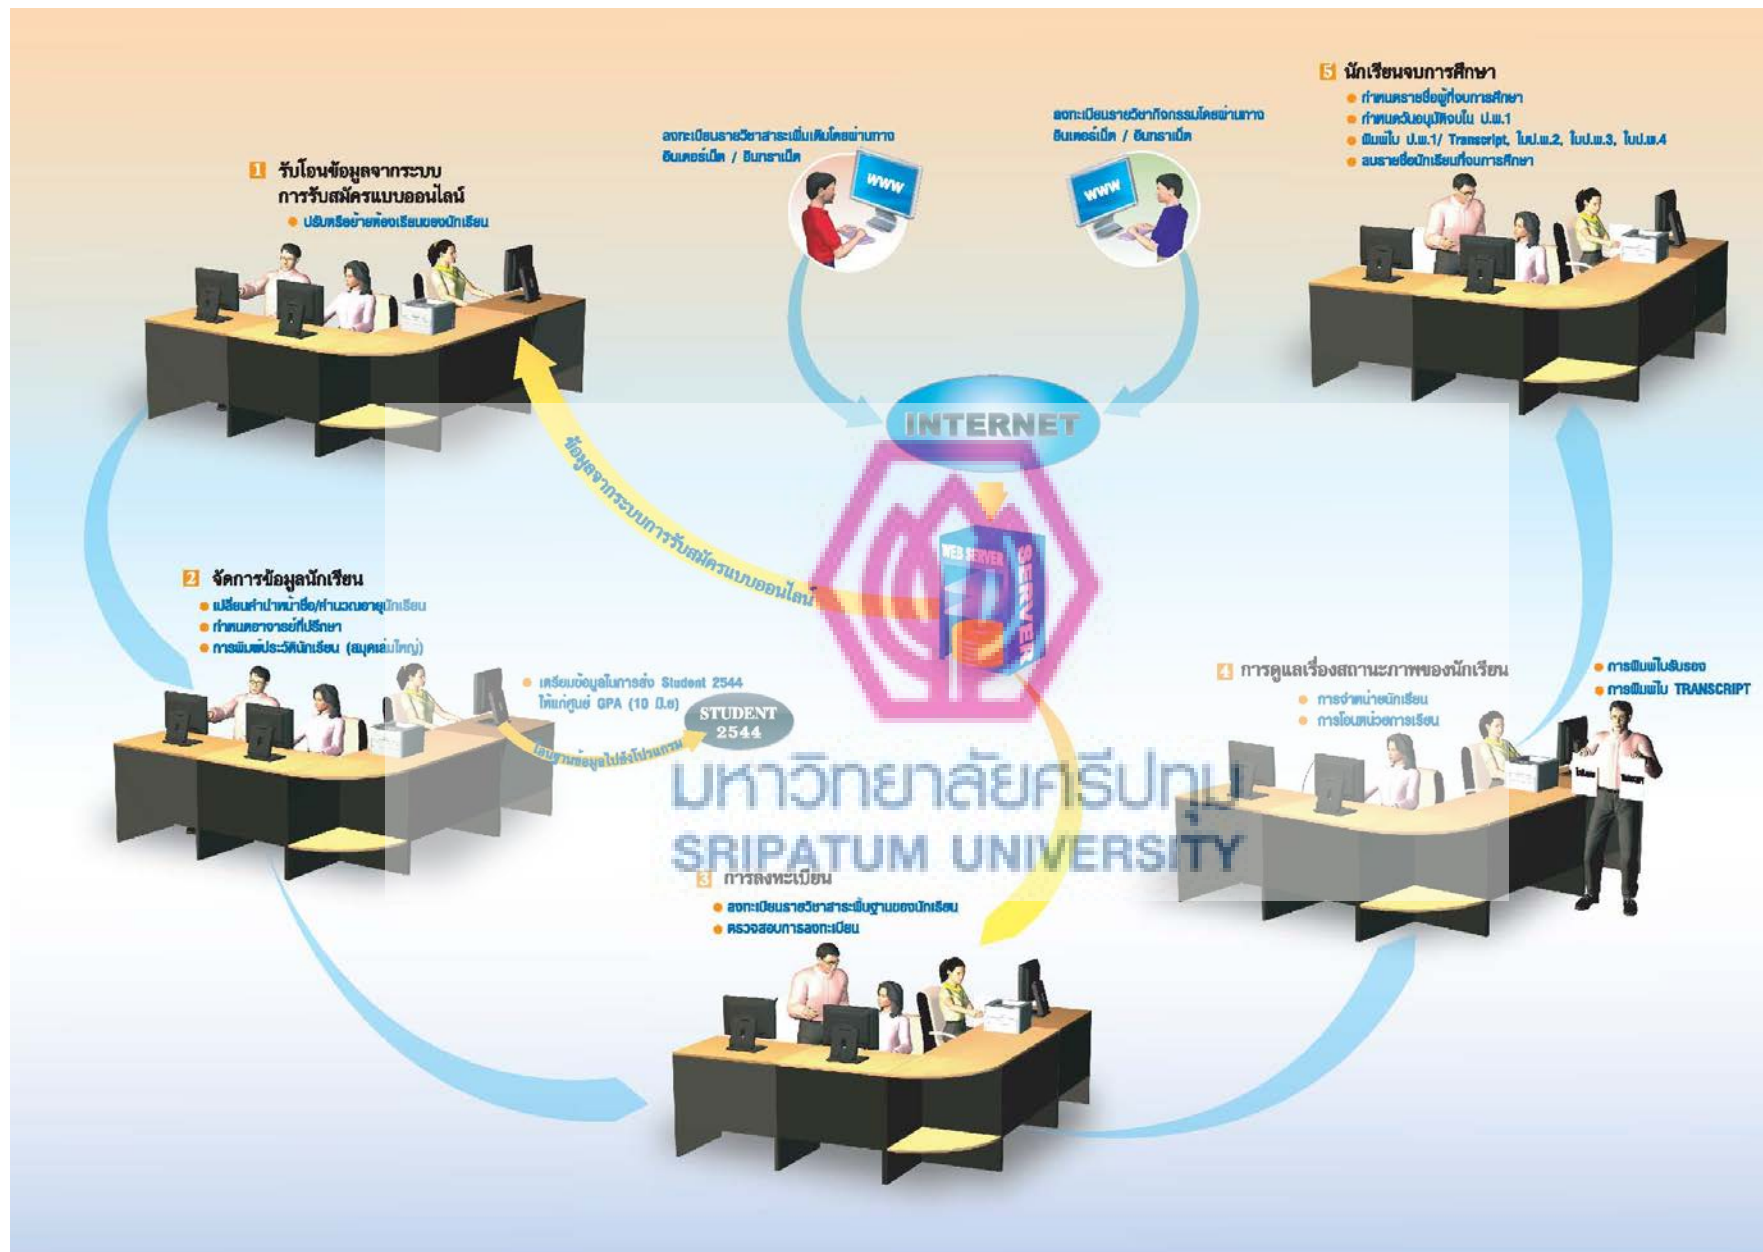 1 รับโอนข้อมูลจากระบบ
การรับสมัครแบบออนไลน์
ปรับหรือย้ายห้องเรียนของนักเรียน
ลงทะเบียนรายวิชาสาระเพิ่มเติมโดยผ่านทาง
อินเตอร์เน็ต / อินทราเน็ต
WWW
ลงทะเบียนรายวิชากิจกรรมโดยผ่านทาง
อินเตอร์เน็ต / อินทราเน็ต
WWW
5 นักเรียนจบการศึกษา
กำหนดรายชื่อผู้ที่จบการศึกษา
กำหนดวันอนุมัติจบใน ป.พ.1
พิมพ์ใบ ป.พ.1/ Transcript, ใบป.พ.2, ใบป.พ.3, ใบป.พ.4
ลบรายชื่อนักเรียนที่จบการศึกษา
INTERNET
WEB SERVER
SERVER
ข้อมูลจากระบบการรับสมัครแบบออนไลน์
2 จัดการข้อมูลนักเรียน
เปลี่ยนคำนำหน้าชื่อ/คำนวณอายุนักเรียน
กำหนดอาจารย์ที่ปรึกษา
การพิมพ์ประวัตินักเรียน (สมุดเล่มใหญ่)
เตรียมข้อมูลในการส่ง Student 2544
ให้แก่ศูนย์ GPA (10 มิ.ย)
STUDENT
2544
โอนฐานข้อมูลไปยังโปรแกรม
4 การดูแลเรื่องสถานะภาพของนักเรียน
การจำหน่ายนักเรียน
การโอนหน่วยการเรียน
การพิมพ์ใบรับรอง
การพิมพ์ใบ TRANSCRIPT
มหาวิทยาลัยศรีปทุม
SRIPATUM UNIVERSITY
3 การลงทะเบียน
ลงทะเบียนรายวิชาสาระพื้นฐานของนักเรียน
ตรวจสอบการลงทะเบียน